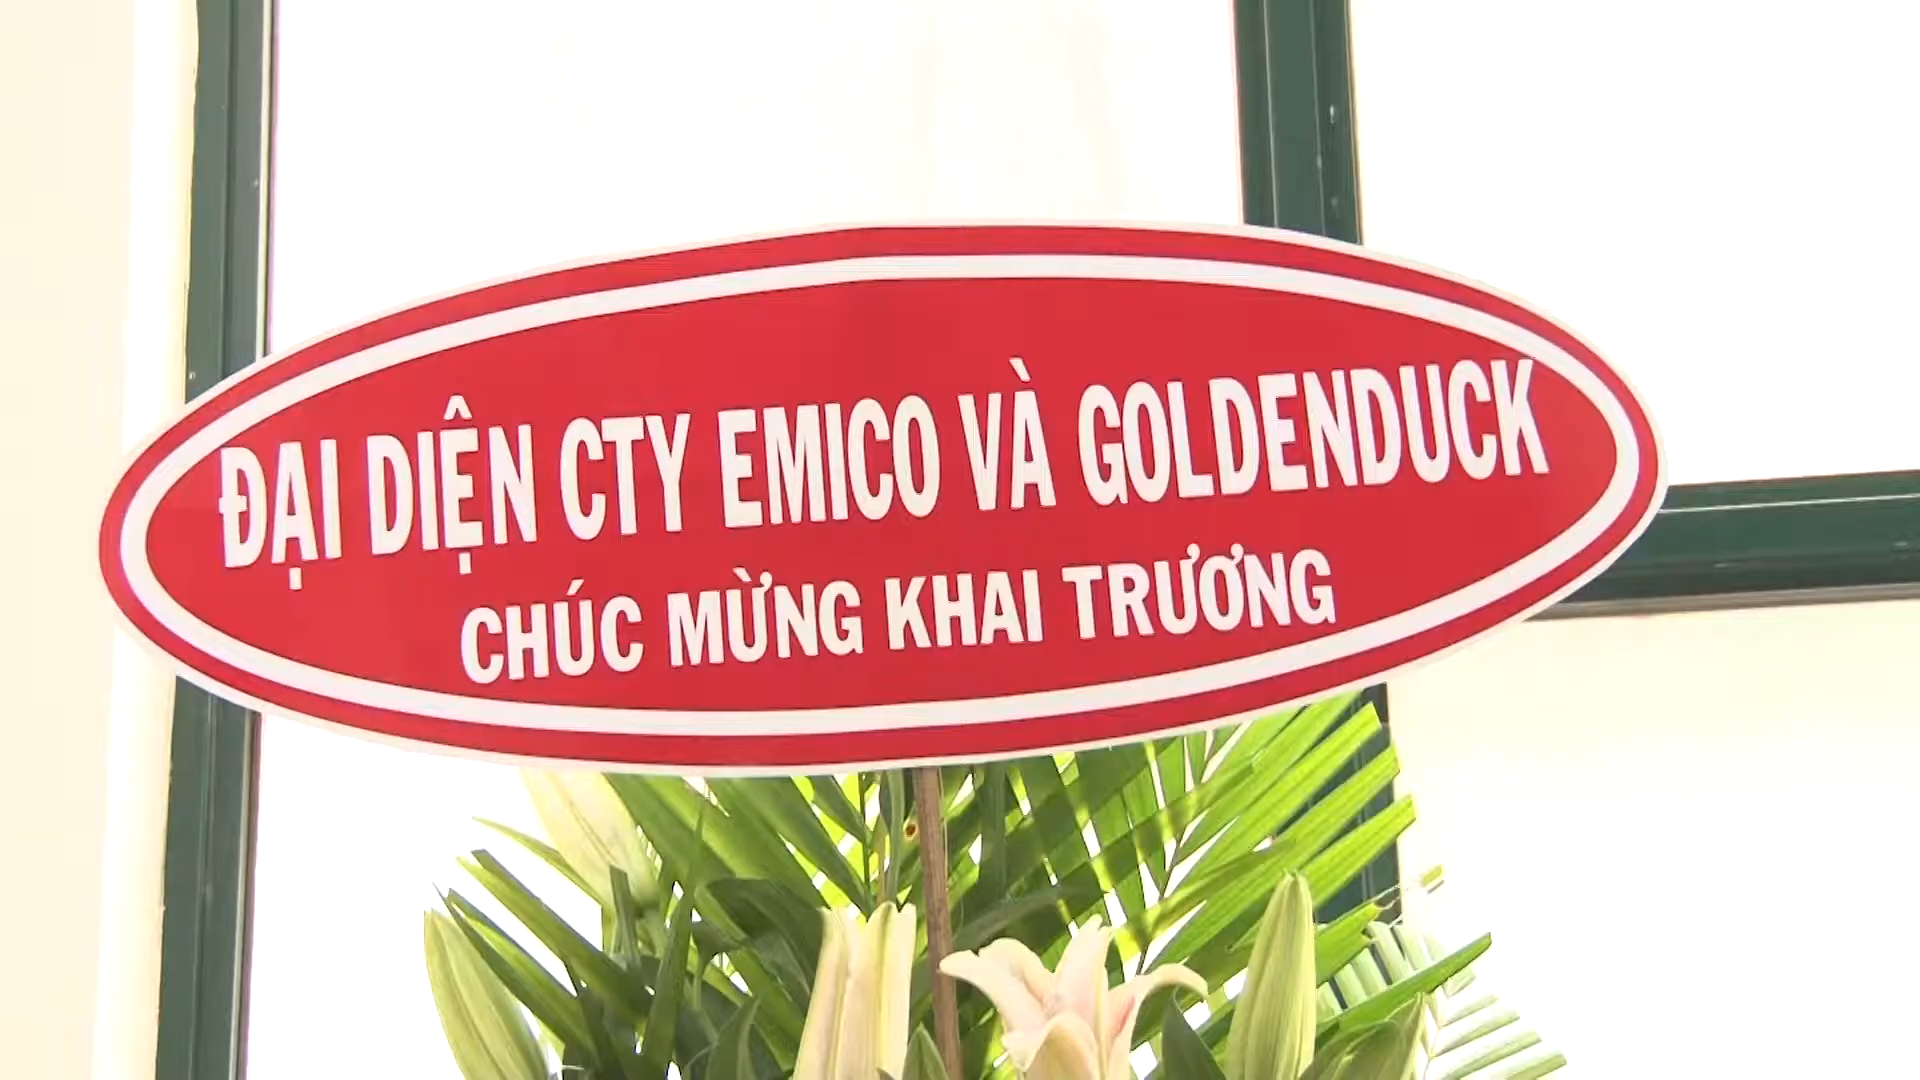 ĐẠI DIỆN CTY EMICO VÀ GOLDENDUCK
CHÚC MỪNG KHAI TRƯƠNG